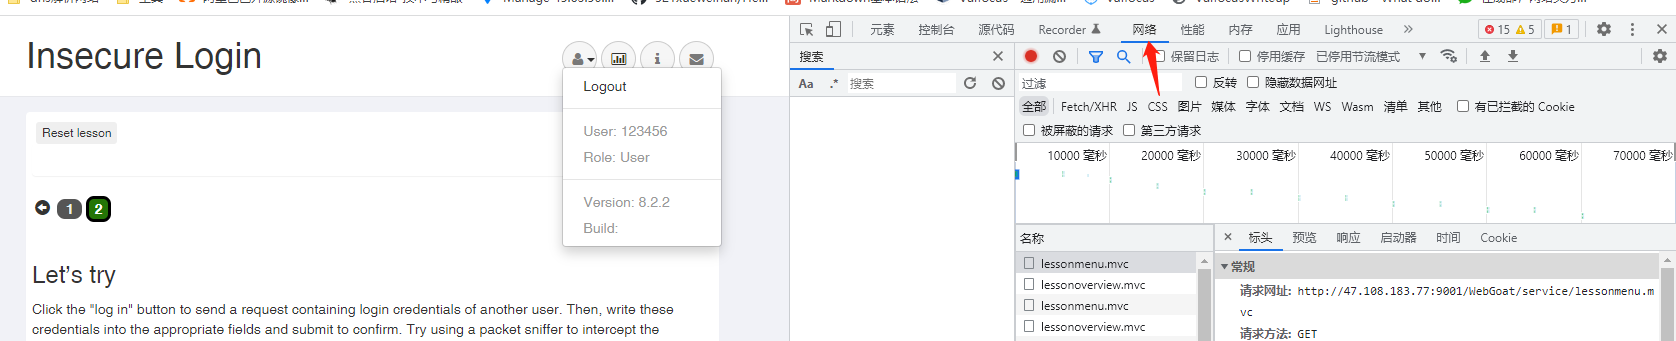 Insecure Login
Logout
User: 123456
Role: User
Version: 8.2.2
Build:
Reset lesson
1 2
Let's try
Click the "log in" button to send a request containing login credentials of another user. Then, write these
credentials into the appropriate fields and submit to confirm. Try using a packet sniffer to intercept the
元素 控制台 源代码 Recorder 网络 性能 内存 应用 Lighthouse » 15 5 1
搜索
Aa .* 搜索
保留日志 停用缓存 已停用节流模式
过滤 反转 隐藏数据网址
全部 Fetch/XHR JS CSS 图片 媒体 字体 文档 WS Wasm 清单 其他 有已拦截的 Cookie
被屏蔽的请求 第三方请求
10000 毫秒 20000 毫秒 30000 毫秒 40000 毫秒 50000 毫秒 60000 毫秒 70000 毫秒
名称
lessonmenu.mvc
lessonoverview.mvc
lessonmenu.mvc
lessonoverview.mvc
标头 预览 响应 启动器 时间 Cookie
常规
请求网址: http://47.108.183.77:9001/WebGoat/service/lessonmenu.m
vc
请求方法: GET